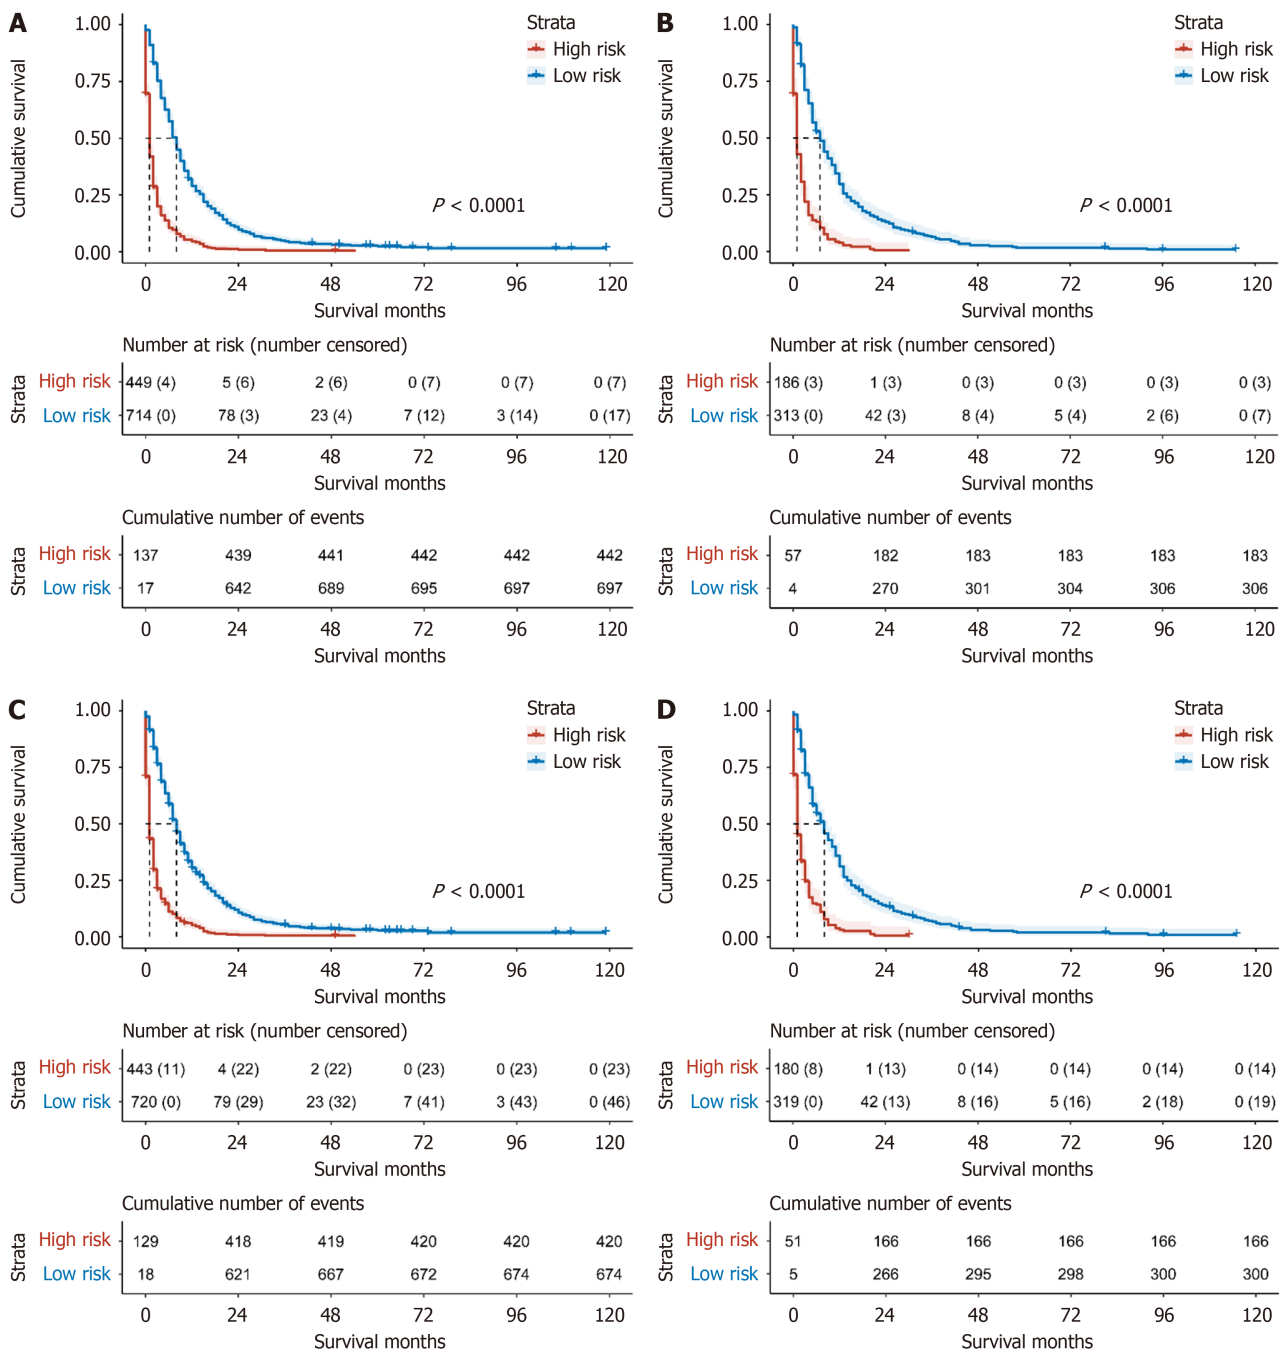 A
Strata
High risk
Low risk
Cumulative survival
1.00
0.75
0.50
0.25
0.00
P < 0.0001
0 24 48 72 96 120
Survival months
Number at risk (number censored)
Strata
High risk 449 (4) 5 (6) 2 (6) 0 (7) 0 (7) 0 (7)
Low risk 714 (0) 78 (3) 23 (4) 7 (12) 3 (14) 0 (17)
0 24 48 72 96 120
Survival months
Cumulative number of events
Strata
High risk 137 439 441 442 442 442
Low risk 17 642 689 695 697 697
0 24 48 72 96 120
Survival months
B
Strata
High risk
Low risk
Cumulative survival
1.00
0.75
0.50
0.25
0.00
P < 0.0001
0 24 48 72 96 120
Survival months
Number at risk (number censored)
Strata
High risk 186 (3) 1 (3) 0 (3) 0 (3) 0 (3) 0 (3)
Low risk 313 (0) 42 (3) 8 (4) 5 (4) 2 (6) 0 (7)
0 24 48 72 96 120
Survival months
Cumulative number of events
Strata
High risk 57 182 183 183 183 183
Low risk 4 270 301 304 306 306
0 24 48 72 96 120
Survival months
C
Strata
High risk
Low risk
Cumulative survival
1.00
0.75
0.50
0.25
0.00
P < 0.0001
0 24 48 72 96 120
Survival months
Number at risk (number censored)
Strata
High risk 443 (11) 4 (22) 2 (22) 0 (23) 0 (23) 0 (23)
Low risk 720 (0) 79 (29) 23 (32) 7 (41) 3 (43) 0 (46)
0 24 48 72 96 120
Survival months
Cumulative number of events
Strata
High risk 129 418 419 420 420 420
Low risk 18 621 667 672 674 674
0 24 48 72 96 120
Survival months
D
Strata
High risk
Low risk
Cumulative survival
1.00
0.75
0.50
0.25
0.00
P < 0.0001
0 24 48 72 96 120
Survival months
Number at risk (number censored)
Strata
High risk 180 (8) 1 (13) 0 (14) 0 (14) 0 (14) 0 (14)
Low risk 319 (0) 42 (13) 8 (16) 5 (16) 2 (18) 0 (19)
0 24 48 72 96 120
Survival months
Cumulative number of events
Strata
High risk 51 166 166 166 166 166
Low risk 5 266 295 298 300 300
0 24 48 72 96 120
Survival months